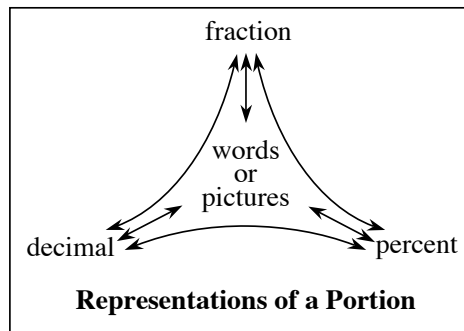 fraction
words
or
pictures
decimal
percent
Representations of a Portion